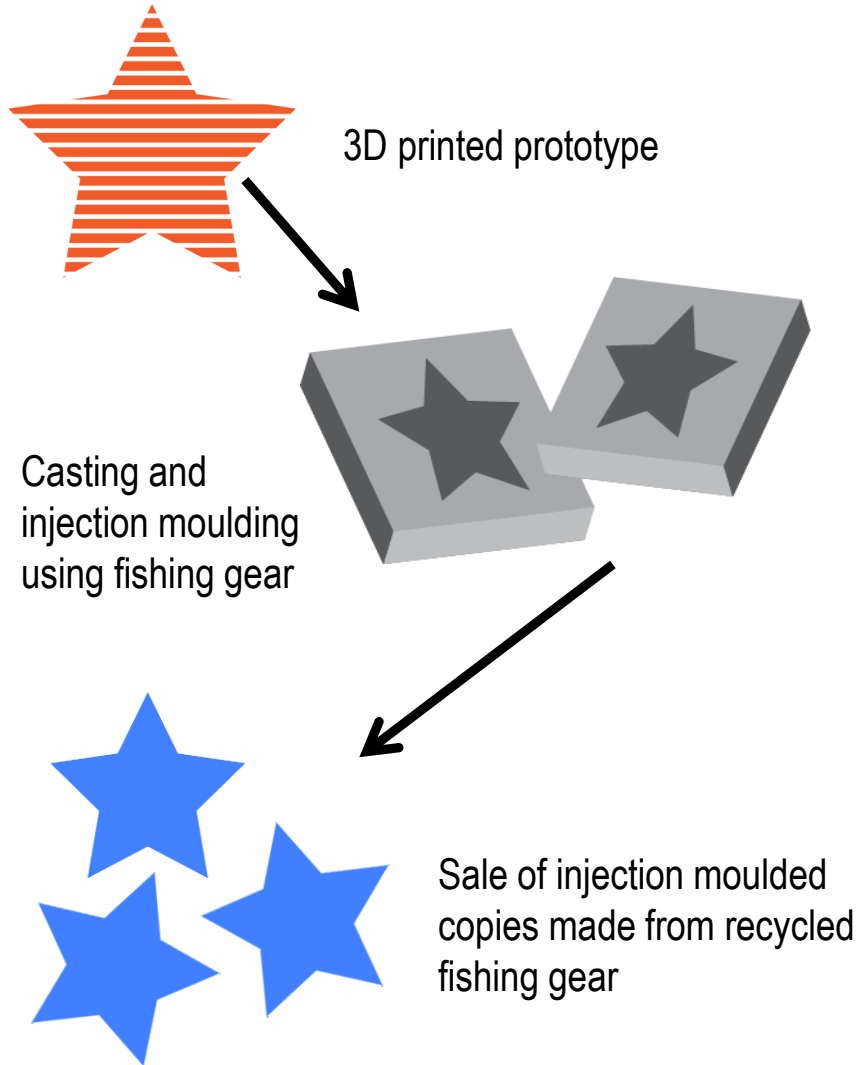 3D printed prototype
Casting and
injection moulding
using fishing gear
Sale of injection moulded
copies made from recycled
fishing gear